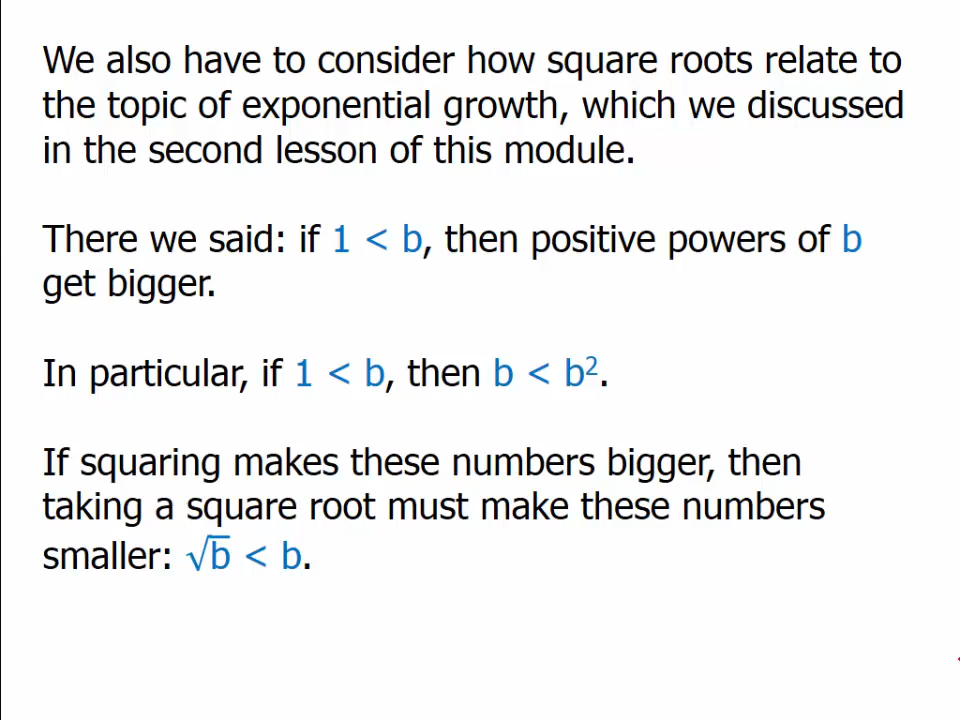 We also have to consider how square roots relate to
the topic of exponential growth, which we discussed
in the second lesson of this module.
There we said: if 1 < b, then positive powers of b
get bigger.
In particular, if 1 < b, then b < b².
If squaring makes these numbers bigger, then
taking a square root must make these numbers
smaller: √b < b.